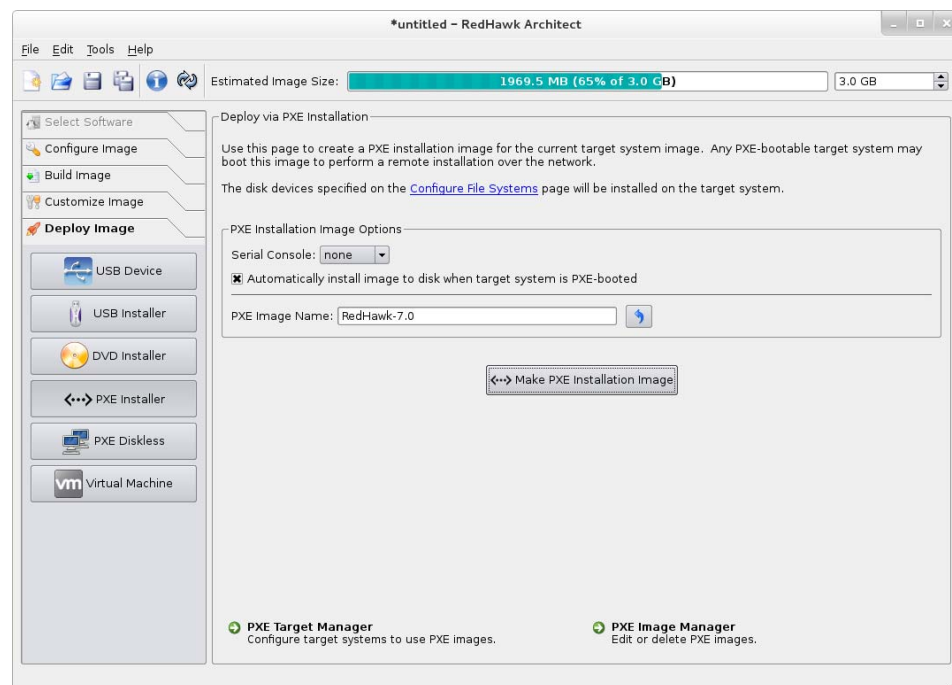 *untitled – RedHawk Architect
File Edit Tools Help
Estimated Image Size: 1969.5 MB (65% of 3.0 GB) 3.0 GB
Select Software
Configure Image
Build Image
Customize Image
Deploy Image
USB Device
USB Installer
DVD Installer
PXE Installer
PXE Diskless
vm Virtual Machine
Deploy via PXE Installation
Use this page to create a PXE installation image for the current target system image. Any PXE-bootable target system may
boot this image to perform a remote installation over the network.
The disk devices specified on the Configure File Systems page will be installed on the target system.
PXE Installation Image Options
Serial Console: none
Automatically install image to disk when target system is PXE-booted
PXE Image Name: RedHawk-7.0
Make PXE Installation Image
PXE Target Manager
Configure target systems to use PXE images.
PXE Image Manager
Edit or delete PXE images.